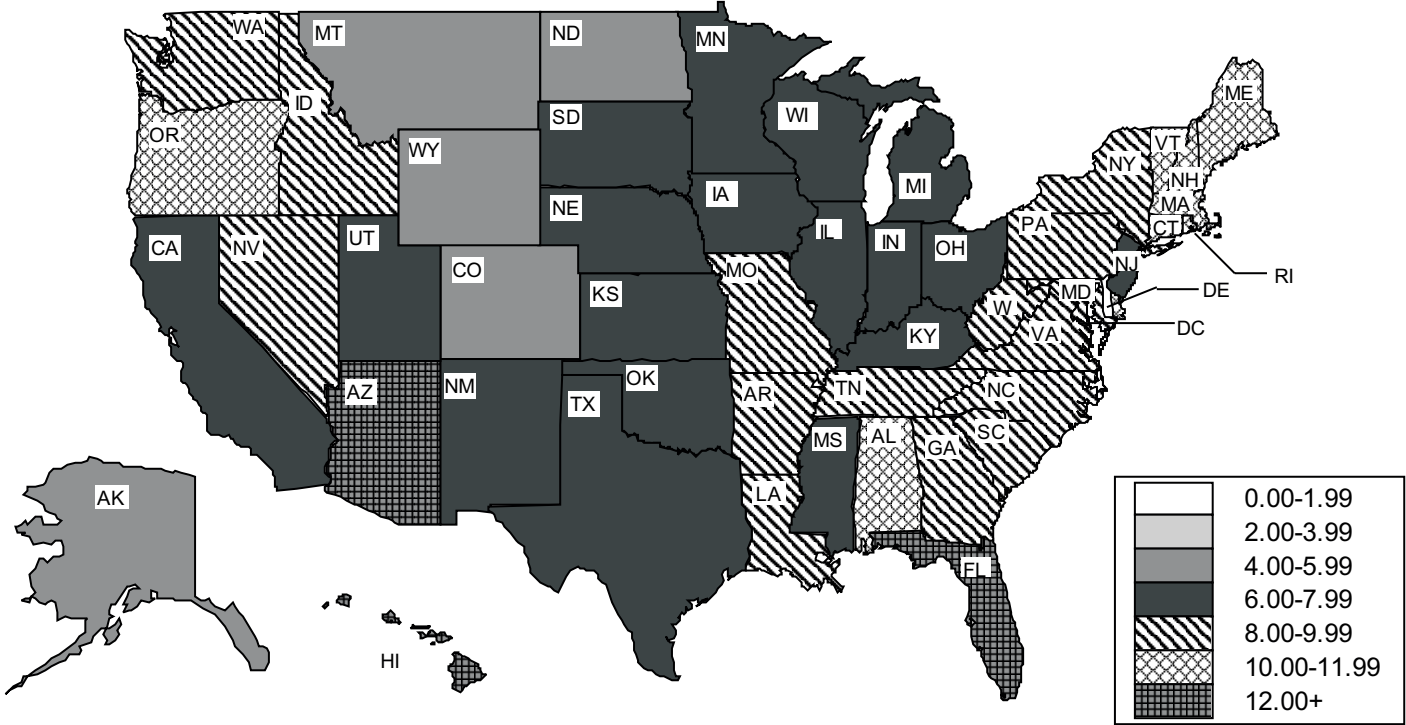 WA
MT
ND
MN
ID
OR
SD
WI
ME
WY
VT
NY
NH
MI
IA
MA
NE
CT
PA
CA
NV
UT
IL
IN
OH
CO
MO
NJ
RI
KS
MD
DE
W
VA
DC
KY
AZ
NM
OK
TX
AR
TN
NC
MS
AL
SC
GA
LA
AK
FL
HI
0.00-1.99
2.00-3.99
4.00-5.99
6.00-7.99
8.00-9.99
10.00-11.99
12.00+